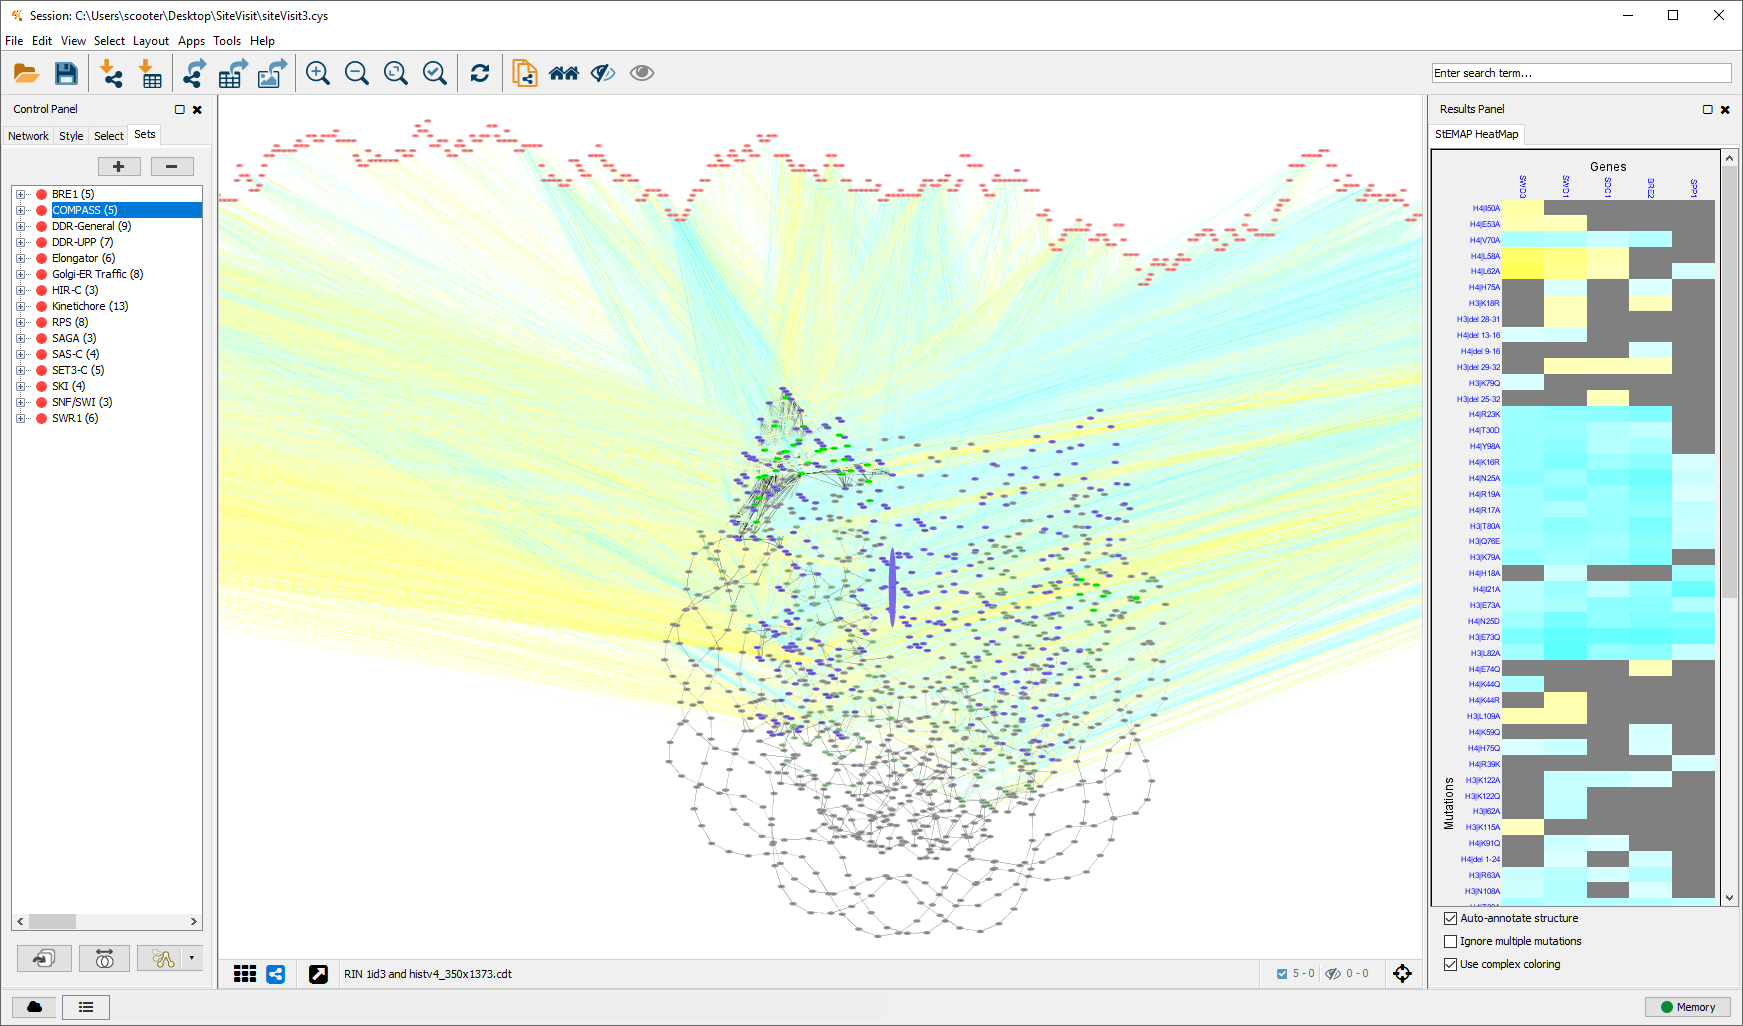 Session: C:\Users\scooter\Desktop\SiteVisit\siteVisit3.cys
File Edit View Select Layout Apps Tools Help
Enter search term...
Control Panel
Network Style Select Sets
BRE1 (5)
COMPASS (5)
DDR-General (9)
DDR-UPP (7)
Elongator (6)
Golgi-ER Traffic (8)
HIR-C (3)
Kinetichore (13)
RPS (8)
SAGA (3)
SAS-C (4)
SET3-C (5)
SKI (4)
SNF/SWI (3)
SWR1 (6)
RIN 1id3 and histv4_350x1373.cdt
5 - 0
0 - 0
Results Panel
StEMAP HeatMap
Genes
SWD3 SWD1 SDC1 BRE2 SPP1
H4|I50A
H4|E53A
H4|V70A
H4|L58A
H4|L62A
H4|H75A
H3|K18R
H3|del 28-31
H4|del 13-16
H4|del 9-16
H3|del 29-32
H3|K79Q
H3|del 25-32
H4|R23K
H4|T30D
H4|Y98A
H4|K16R
H4|N25A
H4|R19A
H4|R17A
H3|T80A
H3|Q76E
H3|K79A
H4|H18A
H4|I21A
H3|E73A
H4|N25D
H3|E73Q
H3|L82A
H4|E74Q
H4|K44Q
H4|K44R
H3|L109A
H4|K59Q
H4|H75Q
H4|R39K
H3|K122A
H3|K122Q
H3|I62A
H3|K115A
H4|K91Q
H4|del 1-24
H3|R63A
H3|N108A
Mutations
Auto-annotate structure
Ignore multiple mutations
Use complex coloring
Memory